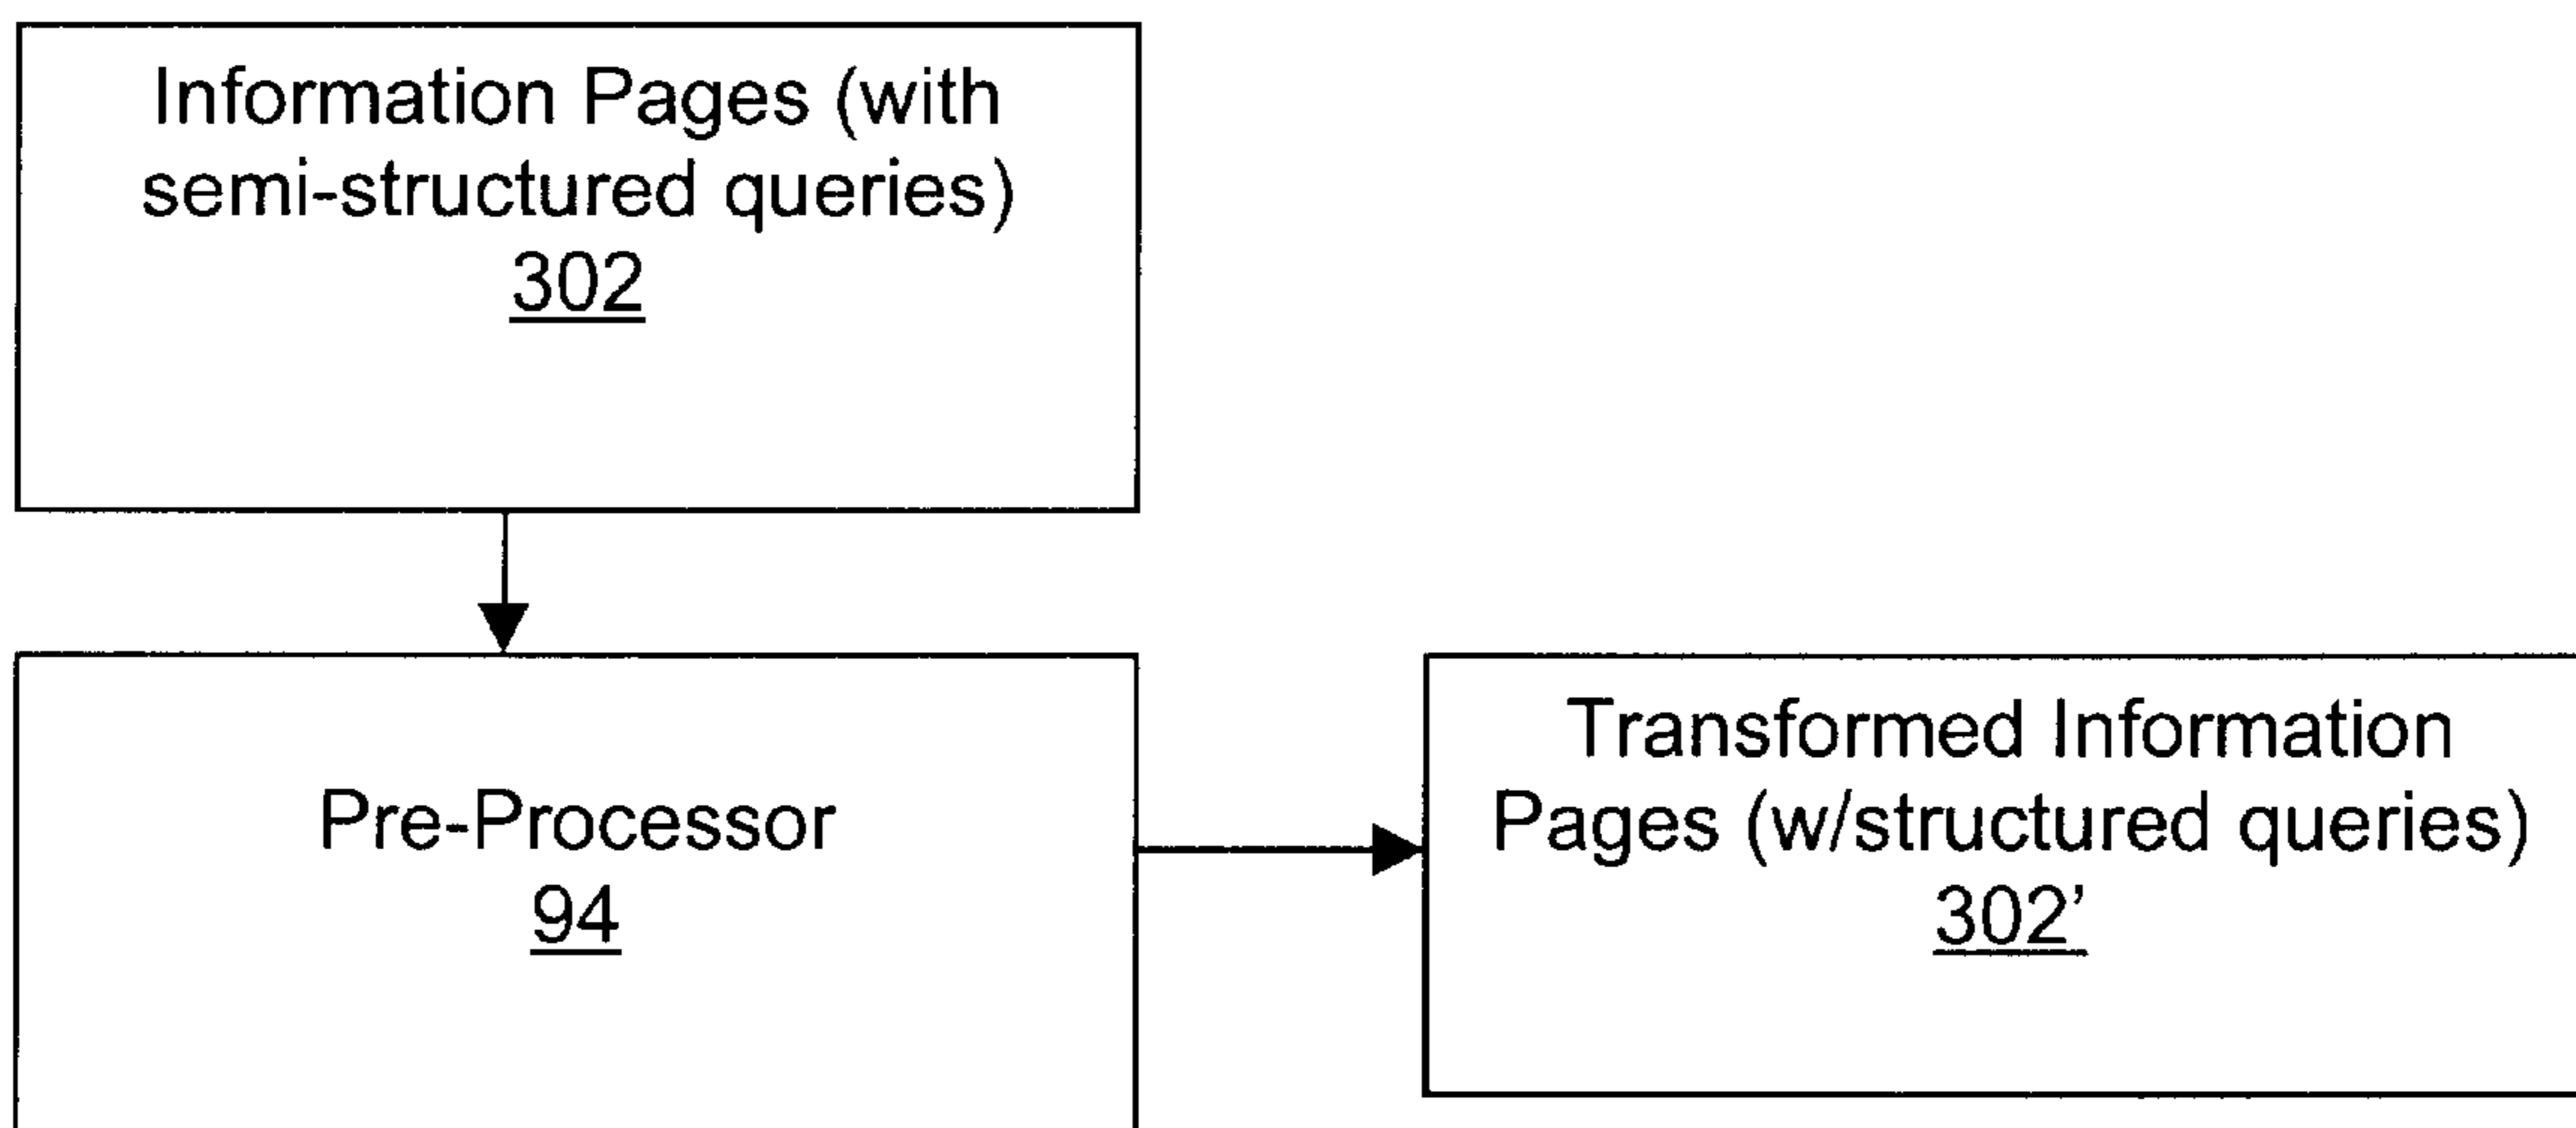 Information Pages (with
semi-structured queries)
302
Pre-Processor
94
Transformed Information
Pages (w/structured queries)
302’